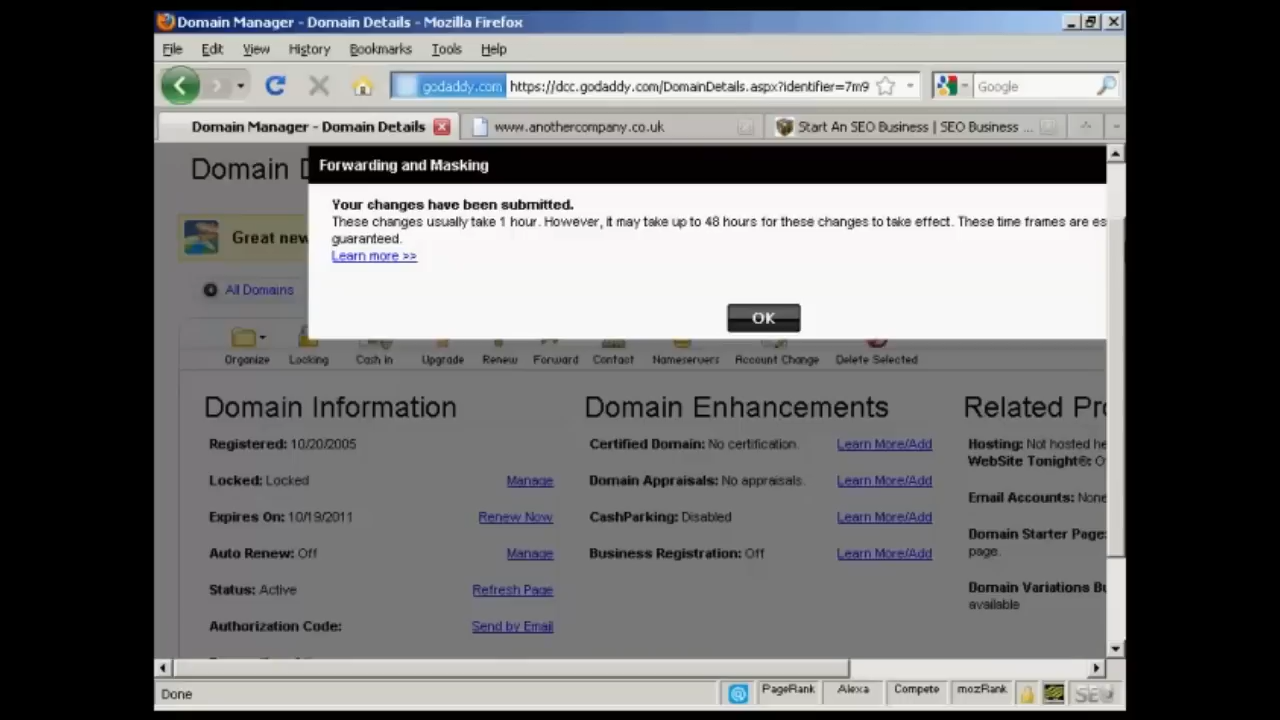 Domain Manager - Domain Details - Mozilla Firefox
File Edit View History Bookmarks Tools Help
godaddy.com https://dcc.godaddy.com/DomainDetails.aspx?identifier=7m9 Google
Domain Manager - Domain Details www.anothercompany.co.uk Start An SEO Business | SEO Business ...
Domain
Forwarding and Masking
Your changes have been submitted.
These changes usually take 1 hour. However, it may take up to 48 hours for these changes to take effect. These time frames are es
guaranteed.
Learn more >>
Great new
All Domains
OK
Organize Locking Cash in Upgrade Renew Forward Contact Nameservers Account Change Delete Selected
Domain Information Domain Enhancements Related Pro
Registered: 10/20/2005 Certified Domain: No certification. Learn More/Add Hosting: Not hosted he
Locked: Locked Manage Domain Appraisals: No appraisals. Learn More/Add WebSite Tonight®: O
Expires On: 10/19/2011 Renew Now CashParking: Disabled Learn More/Add Email Accounts: None
Auto Renew: Off Manage Business Registration: Off Learn More/Add Domain Starter Page:
page.
Status: Active Refresh Page Domain Variations Bu
available
Authorization Code: Send by Email
Done PageRank Alexa Compete mozRank